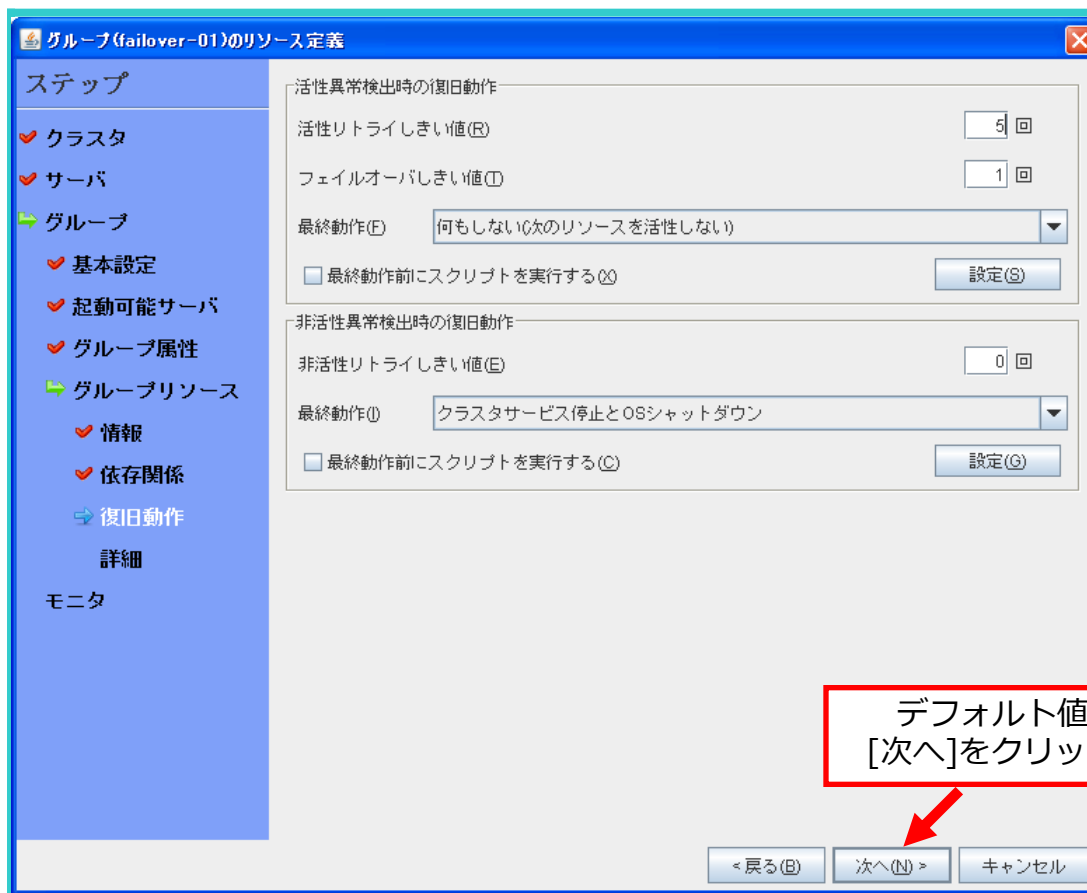 グループ(failover-01)のリソース定義
ステップ
クラスタ
サーバ
グループ
基本設定
起動可能サーバ
グループ属性
グループリソース
情報
依存関係
復旧動作
詳細
モニタ
活性異常検出時の復旧動作
活性リトライしきい値(R)
5 回
フェイルオーバしきい値(T)
1 回
最終動作(F)
何もしない(次のリソースを活性しない)
最終動作前にスクリプトを実行する(X)
設定(S)
非活性異常検出時の復旧動作
非活性リトライしきい値(E)
0 回
最終動作(I)
クラスタサービス停止とOSシャットダウン
最終動作前にスクリプトを実行する(C)
設定(G)
デフォルト値
[次へ]をクリッ
<戻る(B)
次へ(N)>
キャンセル